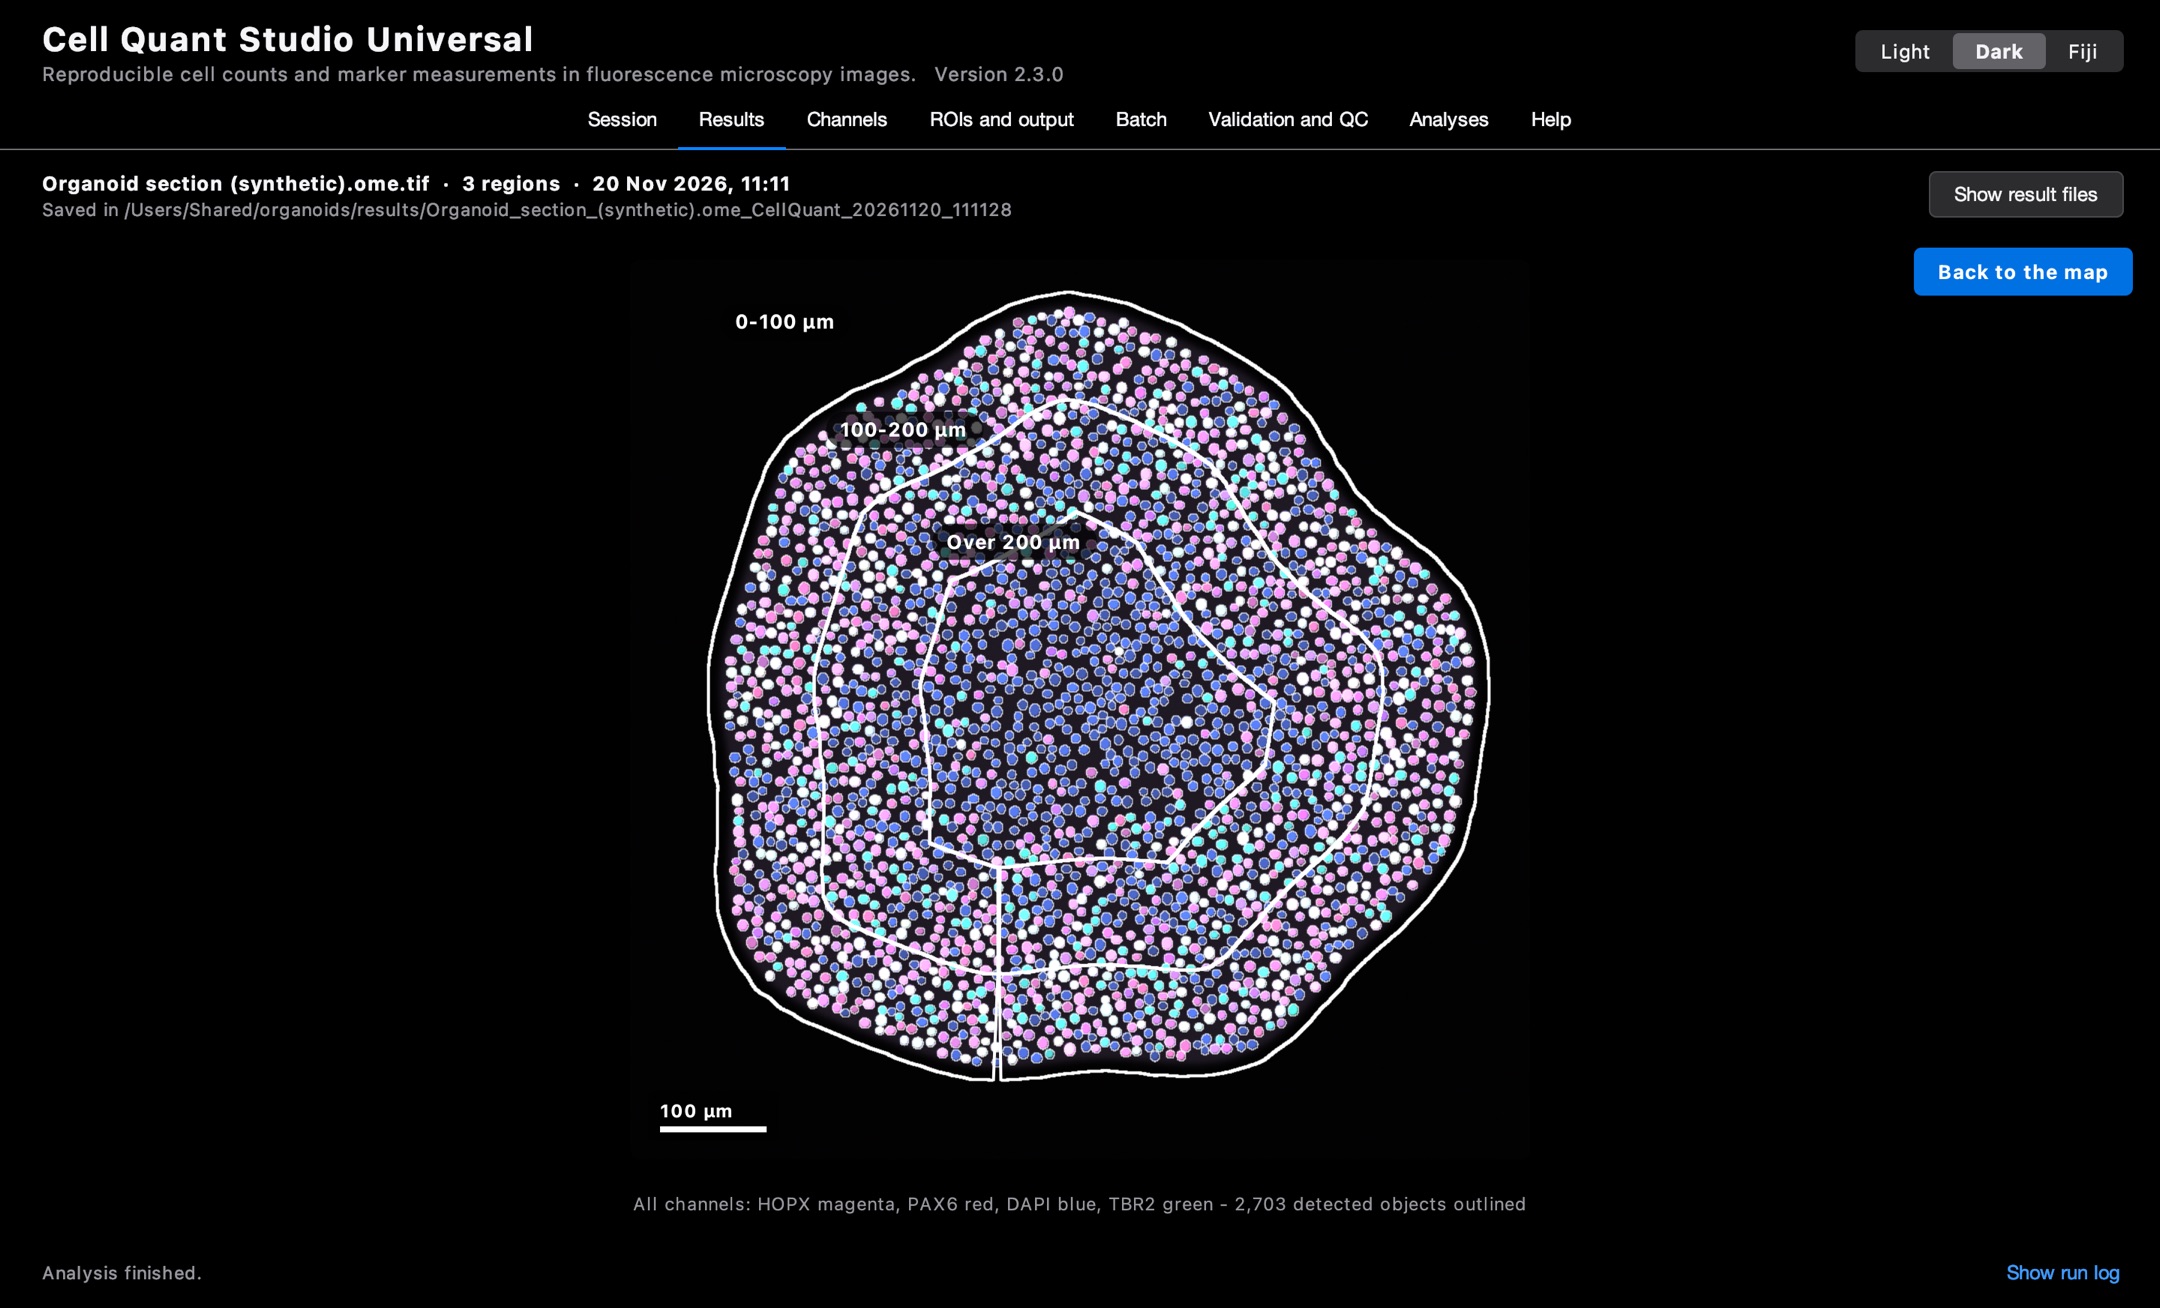 Cell Quant Studio Universal
Reproducible cell counts and marker measurements in fluorescence microscopy images. Version 2.3.0
Light Dark Fiji
Session Results Channels ROIs and output Batch Validation and QC Analyses Help
Organoid section (synthetic).ome.tif · 3 regions · 20 Nov 2026, 11:11
Saved in /Users/Shared/organoids/results/Organoid_section_(synthetic).ome_CellQuant_20261120_111128
Show result files
Back to the map
0-100 µm
100-200 µm
Over 200 µm
100 µm
All channels: HOPX magenta, PAX6 red, DAPI blue, TBR2 green - 2,703 detected objects outlined
Analysis finished.
Show run log